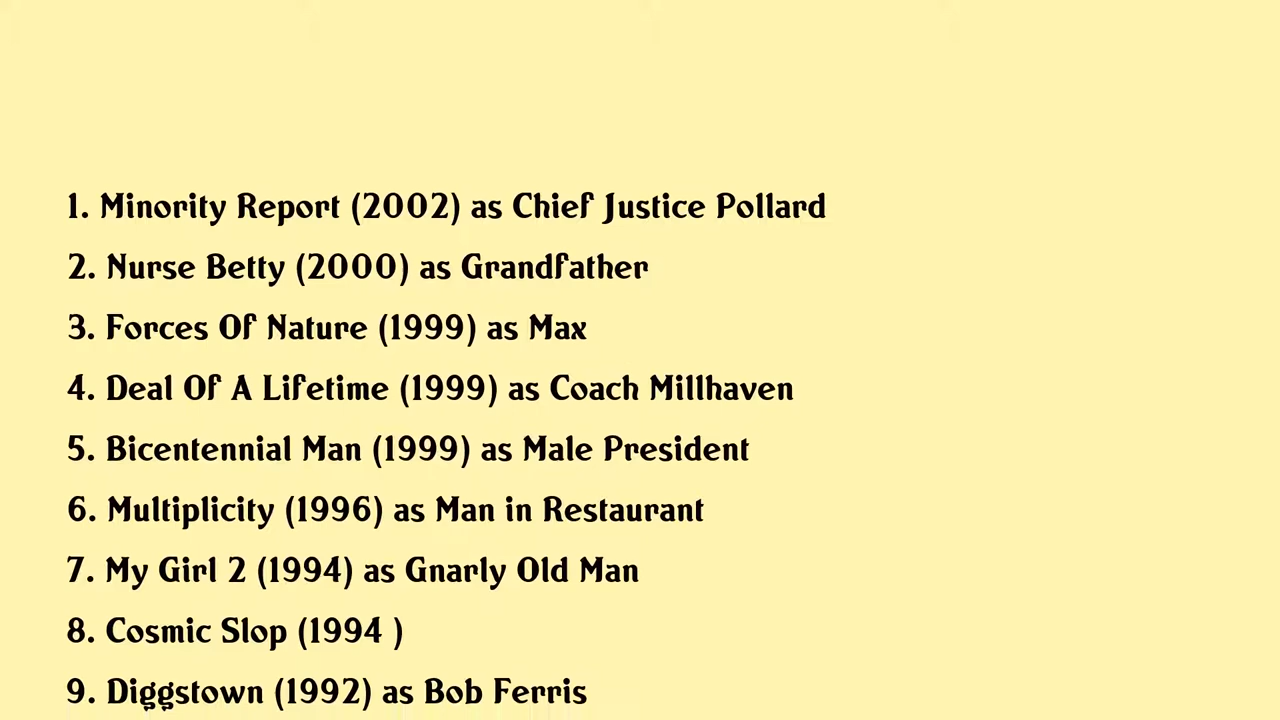 1. Minority Report (2002) as Chief Justice Pollard
2. Nurse Betty (2000) as Grandfather
3. Forces Of Nature (1999) as Max
4. Deal Of A Lifetime (1999) as Coach Millhaven
5. Bicentennial Man (1999) as Male President
6. Multiplicity (1996) as Man in Restaurant
7. My Girl 2 (1994) as Gnarly Old Man
8. Cosmic Slop (1994 )
9. Diggstown (1992) as Bob Ferris